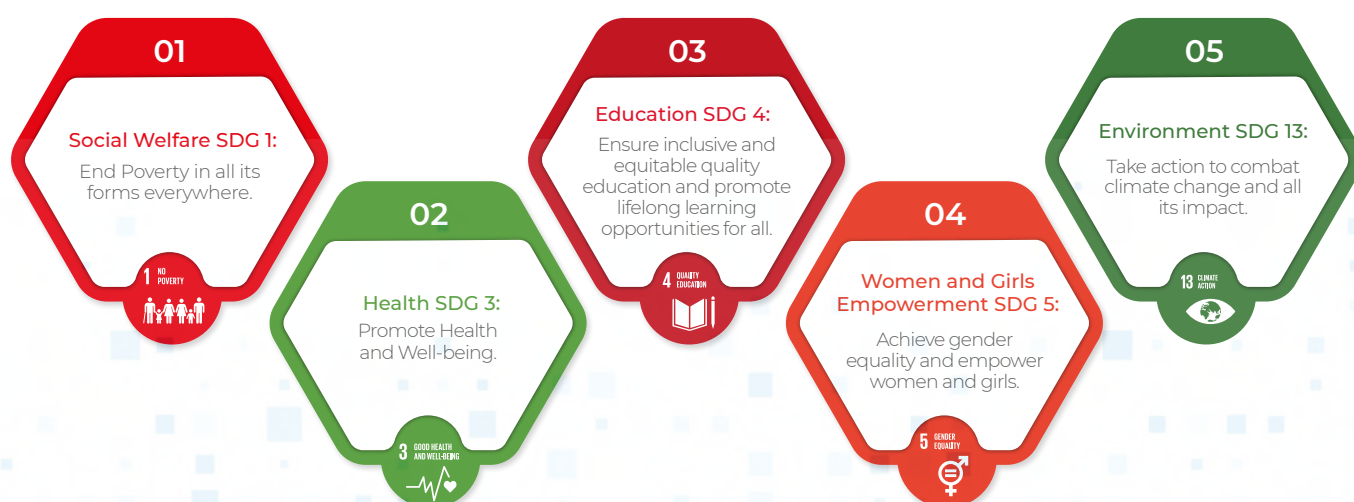 01
Social Welfare SDG 1:
End Poverty in all its
forms everywhere.
1 NO
POVERTY
02
Health SDG 3:
Promote Health
and Well-being.
3 GOOD HEALTH
AND WELL-BEING
03
Education SDG 4:
Ensure inclusive and
equitable quality
education and promote
lifelong learning
opportunities for all.
4 QUALITY
EDUCATION
04
Women and Girls
Empowerment SDG 5:
Achieve gender
equality and empower
women and girls.
5 GENDER
EQUALITY
05
Environment SDG 13:
Take action to combat
climate change and all
its impact.
13 CLIMATE
ACTION